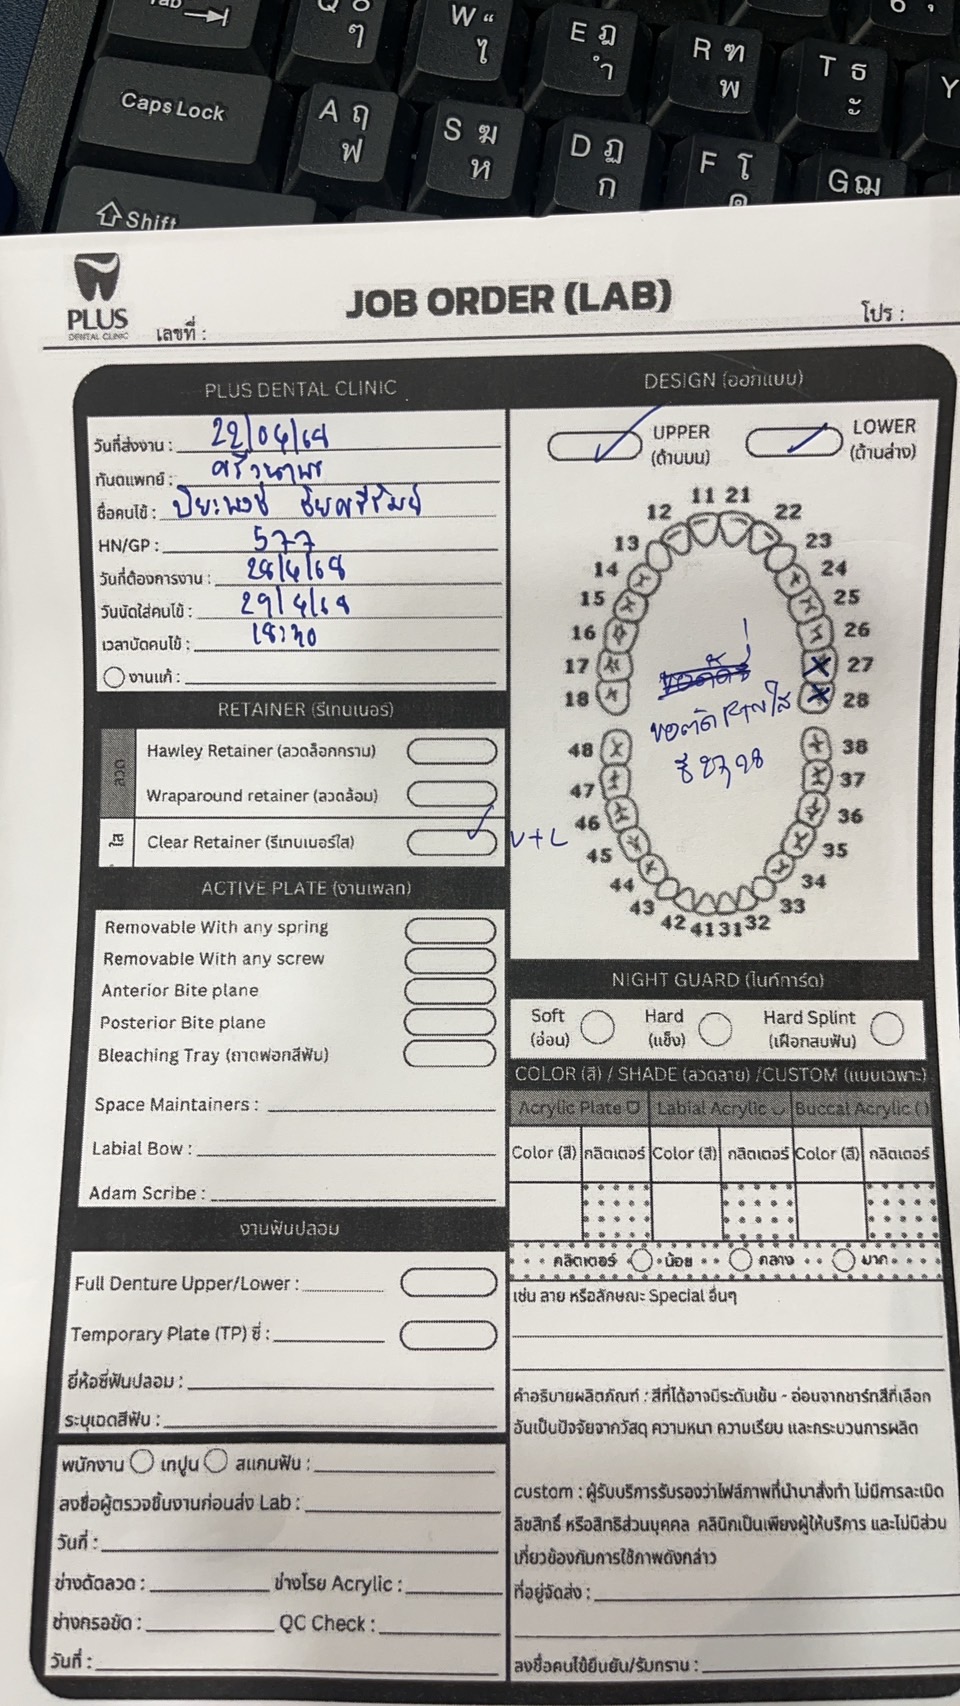 Caps Lock
Q
ๆ
W “
ไ
E ฎ
ำ
R ฑ
พ
T ธ
ะ
Y
A ฤ
ฟ
S ฆ
ห
D ฏ
ก
F โ
ด
G ฌ
Shift
PLUS
DENTAL CLINIC
JOB ORDER (LAB)
เลขที่ :
โปร :
PLUS DENTAL CLINIC
วันที่ส่งงาน : 22/04/68
ทันตแพทย์ :
ชื่อคนไข้ : ปิยะพงษ์
HN/GP : 577
วันที่ต้องการงาน : 28/4/68
วันนัดใส่คนไข้ : 29/4/68
เวลานัดคนไข้ : 18:30
งานแก้ :
RETAINER (รีเทนเนอร์)
ลวด
Hawley Retainer (ลวดล็อกกราม)
Wraparound retainer (ลวดล้อม)
ใส
Clear Retainer (รีเทนเนอร์ใส)
U+L
ACTIVE PLATE (งานเพลท)
Removable With any spring
Removable With any screw
Anterior Bite plane
Posterior Bite plane
Bleaching Tray (ถาดฟอกสีฟัน)
Space Maintainers :
Labial Bow :
Adam Scribe :
งานฟันปลอม
Full Denture Upper/Lower :
Temporary Plate (TP) ซี่ :
ยี่ห้อซี่ฟันปลอม :
ระบุเฉดสีฟัน :
พนักงาน เทปูน สแกนฟัน :
ลงชื่อผู้ตรวจชิ้นงานก่อนส่ง Lab :
วันที่ :
ช่างดัดลวด : ช่างโรย Acrylic :
ช่างกรอขัด : QC Check :
วันที่ :
DESIGN (ออกแบบ)
UPPER
(ด้านบน)
LOWER
(ด้านล่าง)
11 21
12 22
13 23
14 24
15 25
16 26
17 27
18 28
ขอตัด RTN ใส
ซี่ 27, 28
48 38
47 37
46 36
45 35
44 34
43 33
42 41 31 32
NIGHT GUARD (ไนท์การ์ด)
Soft
(อ่อน)
Hard
(แข็ง)
Hard Splint
(เฝือกสบฟัน)
COLOR (สี) / SHADE (ลวดลาย) /CUSTOM (แบบเฉพาะ)
Acrylic Plate Labial Acrylic Buccal Acrylic ( )
Color (สี) กลิตเตอร์ Color (สี) กลิตเตอร์ Color (สี) กลิตเตอร์
กลิตเตอร์ น้อย กลาง มาก
เช่น ลาย หรือลักษณะ Special อื่นๆ
คำอธิบายผลิตภัณฑ์ : สีที่ได้อาจมีระดับเข้ม - อ่อนจากชาร์ทสีที่เลือก
อันเป็นปัจจัยจากวัสดุ ความหนา ความเรียบ และกระบวนการผลิต
custom : ผู้รับบริการรับรองว่าไฟล์ภาพที่นำมาสั่งทำ ไม่มีการละเมิด
ลิขสิทธิ์ หรือสิทธิส่วนบุคคล คลินิกเป็นเพียงผู้ให้บริการ และไม่มีส่วน
เกี่ยวข้องกับการใช้ภาพดังกล่าว
ที่อยู่จัดส่ง :
ลงชื่อคนไข้ยืนยัน/รับทราบ :